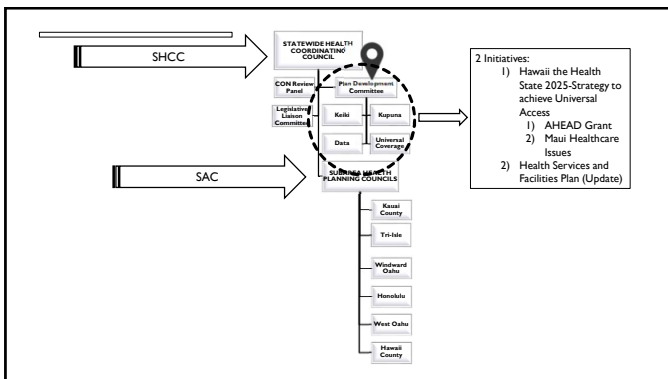 SHCC
STATEWIDE HEALTH
COORDINATING
COUNCIL
CON Review
Panel
Plan Development
Committee
Legislative
Liaison
Committee
Keiki
Kupuna
Data
Universal
Coverage
SAC
SUBAREA HEALTH
PLANNING COUNCILS
Kauai
County
Tri-Isle
Windward
Oahu
Honolulu
West Oahu
Hawaii
County
2 Initiatives:
1) Hawaii the Health
State 2025-Strategy to
achieve Universal
Access
1) AHEAD Grant
2) Maui Healthcare
Issues
2) Health Services and
Facilities Plan (Update)